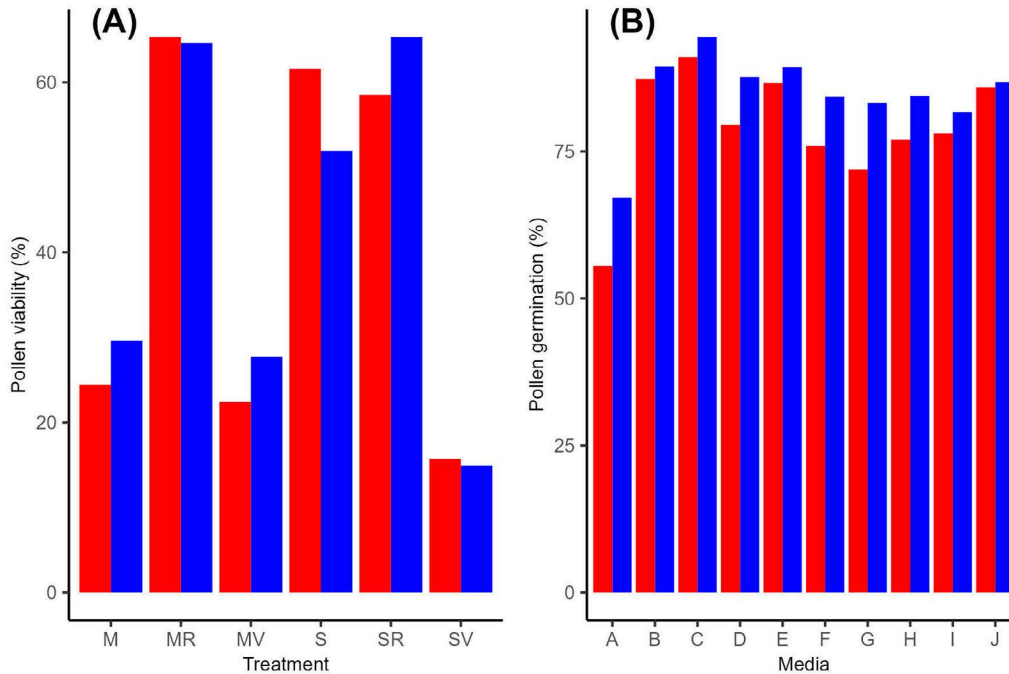 (A)
Pollen viability (%)
60
40
20
0
M MR MV S SR SV
Treatment
(B)
Pollen germination (%)
75
50
25
0
A B C D E F G H I J
Media